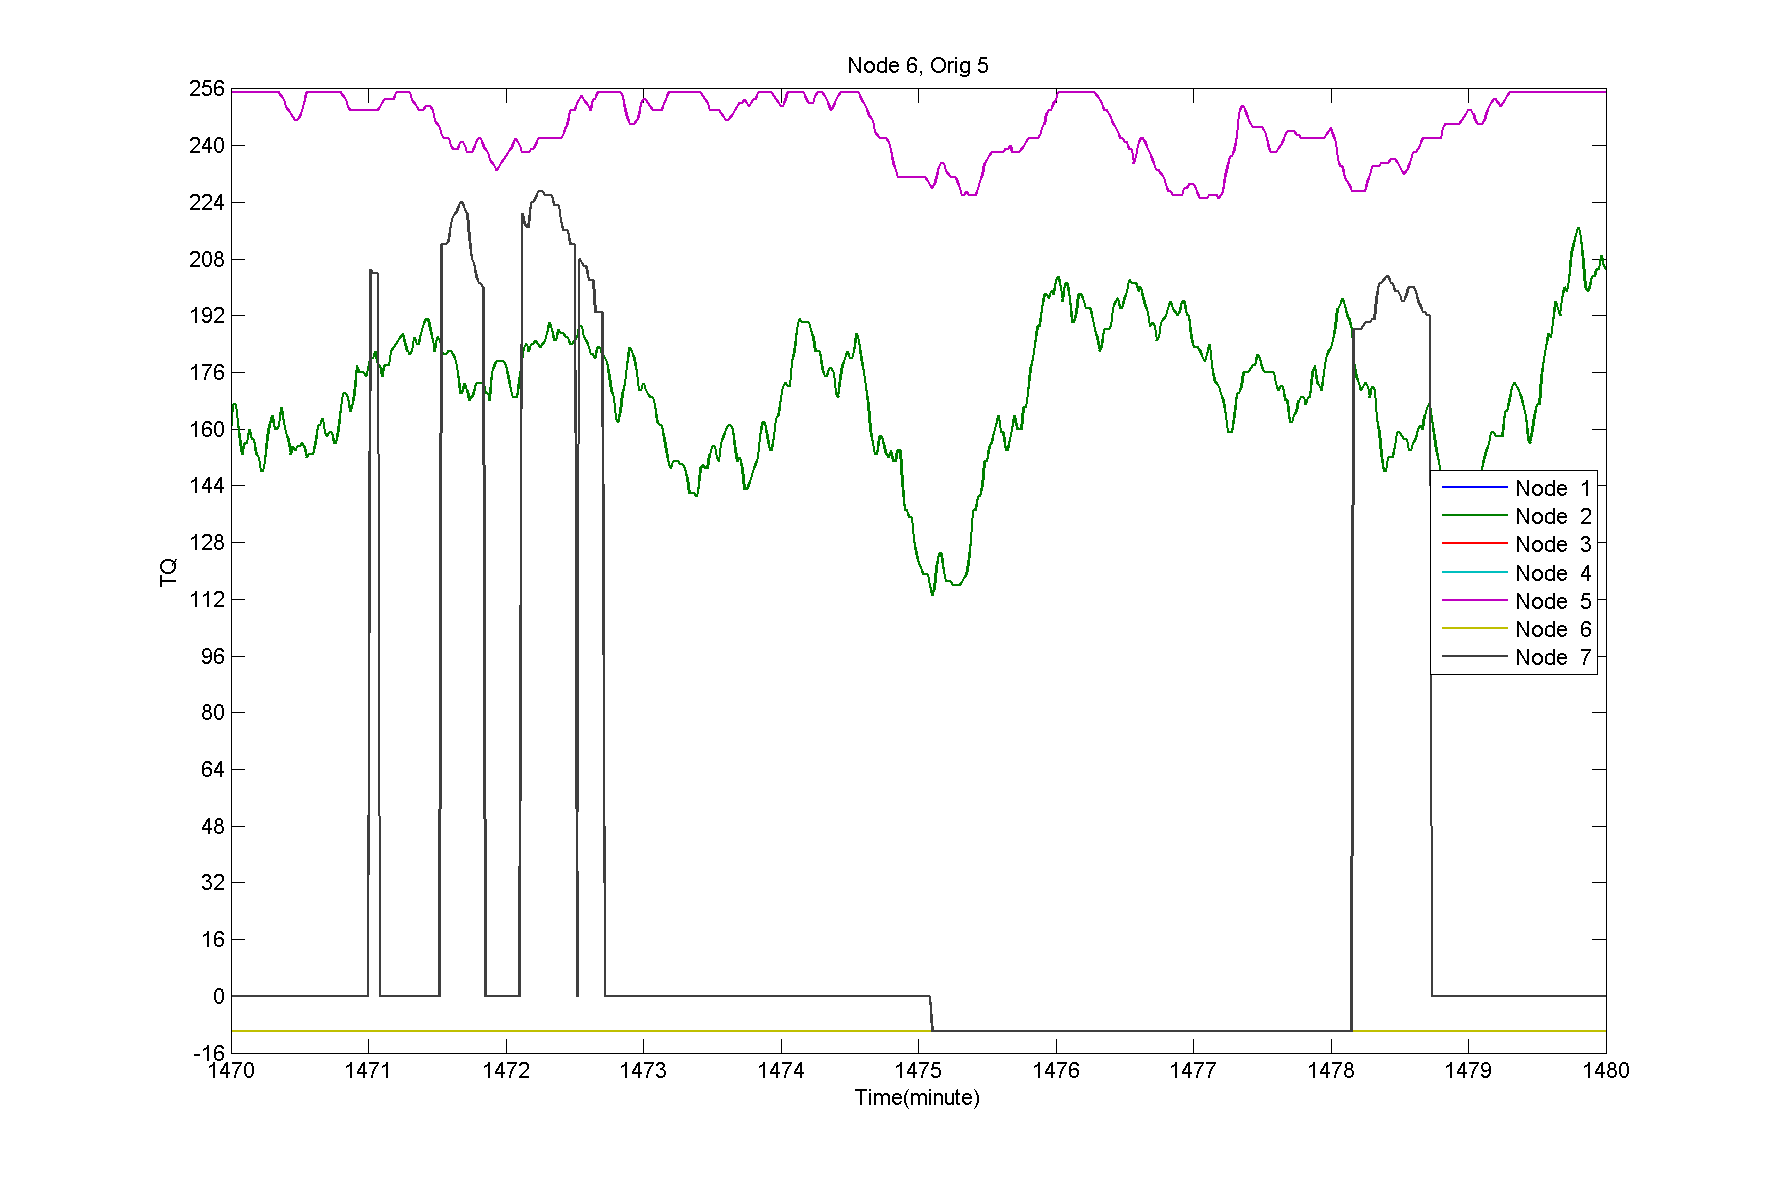 Node 6, Orig 5
256
240
224
208
192
176
160
144
128
112
96
80
64
48
32
16
0
-16
TQ
Node 1
Node 2
Node 3
Node 4
Node 5
Node 6
Node 7
1470 1471 1472 1473 1474 1475 1476 1477 1478 1479 1480
Time(minute)